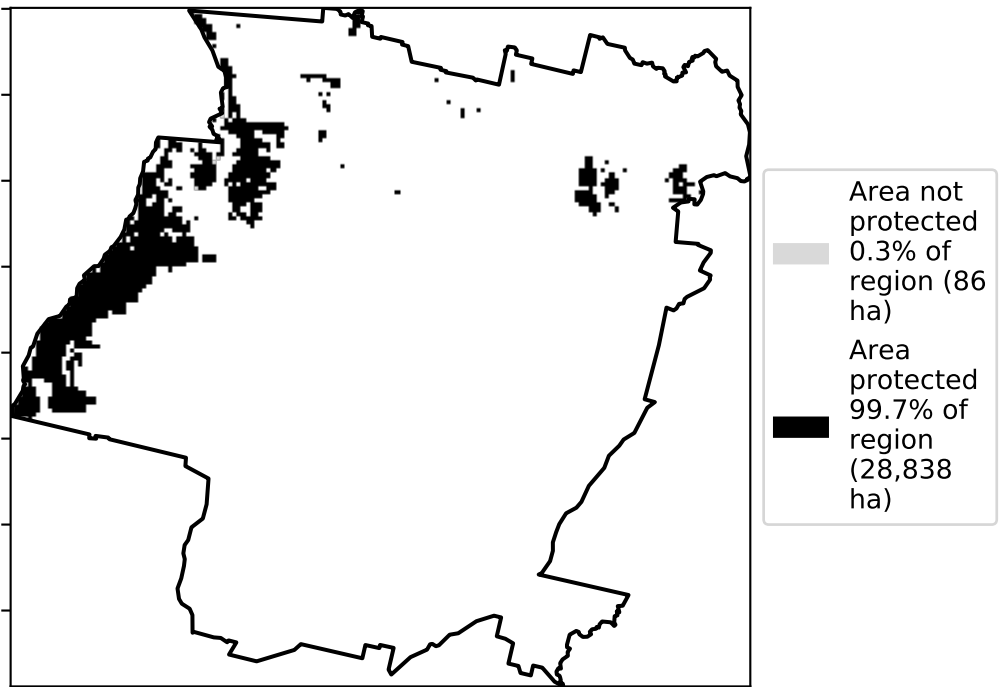 Area not
protected
0.3% of
region (86
ha)
Area
protected
99.7% of
region
(28,838
ha)